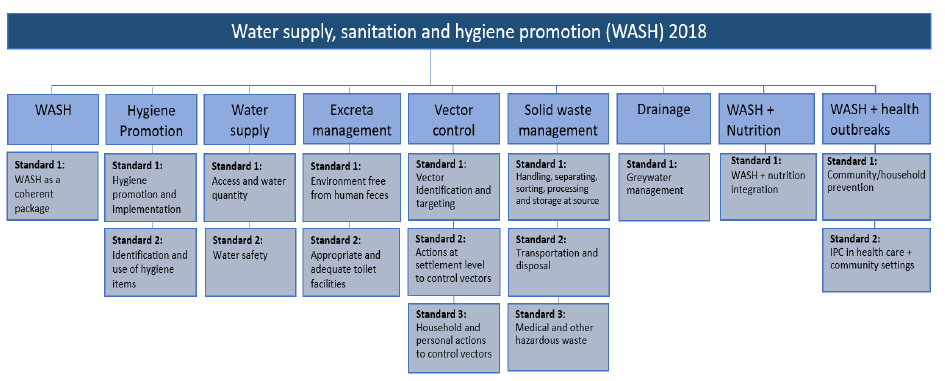 Water supply, sanitation and hygiene promotion (WASH) 2018
WASH
Standard 1:
WASH as a
coherent
package
Hygiene
Promotion
Standard 1:
Hygiene
promotion and
implementation
Standard 2:
Identification and
use of hygiene
items
Water
supply
Standard 1:
Access and water
quantity
Standard 2:
Water safety
Excreta
management
Standard 1:
Environment free
from human feces
Standard 2:
Appropriate and
adequate toilet
facilities
Vector
control
Standard 1:
Vector
identification and
targeting
Standard 2:
Actions at
settlement level
to control vectors
Standard 3:
Household and
personal actions
to control vectors
Solid waste
management
Standard 1:
Handling, separating,
sorting, processing
and storage at source
Standard 2:
Transportation and
disposal
Standard 3:
Medical and other
hazardous waste
Drainage
Standard 1:
Greywater
management
WASH +
Nutrition
Standard 1:
WASH + nutrition
integration
WASH + health
outbreaks
Standard 1:
Community/household
prevention
Standard 2:
IPC in health care +
community settings